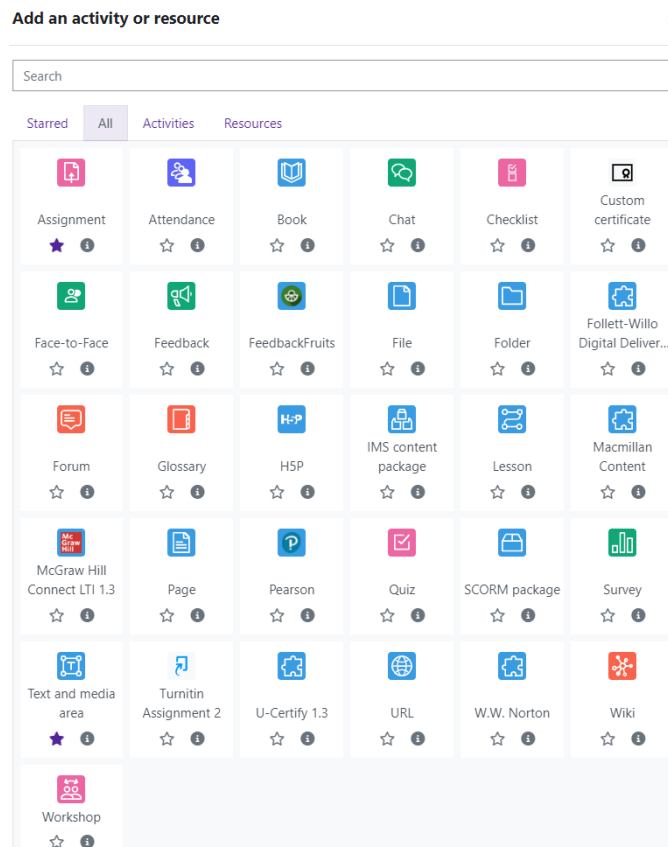 Add an activity or resource
Search
Starred All Activities Resources
Assignment Attendance Book Chat Checklist Custom certificate
Face-to-Face Feedback FeedbackFruits File Folder Follett-Willo Digital Deliver...
H-P
Forum Glossary H5P IMS content package Lesson Macmillan Content
Mc
Graw
Hill
McGraw Hill Connect LTI 1.3 Page Pearson Quiz SCORM package Survey
Text and media area Turnitin Assignment 2 U-Certify 1.3 URL W.W. Norton Wiki
Workshop